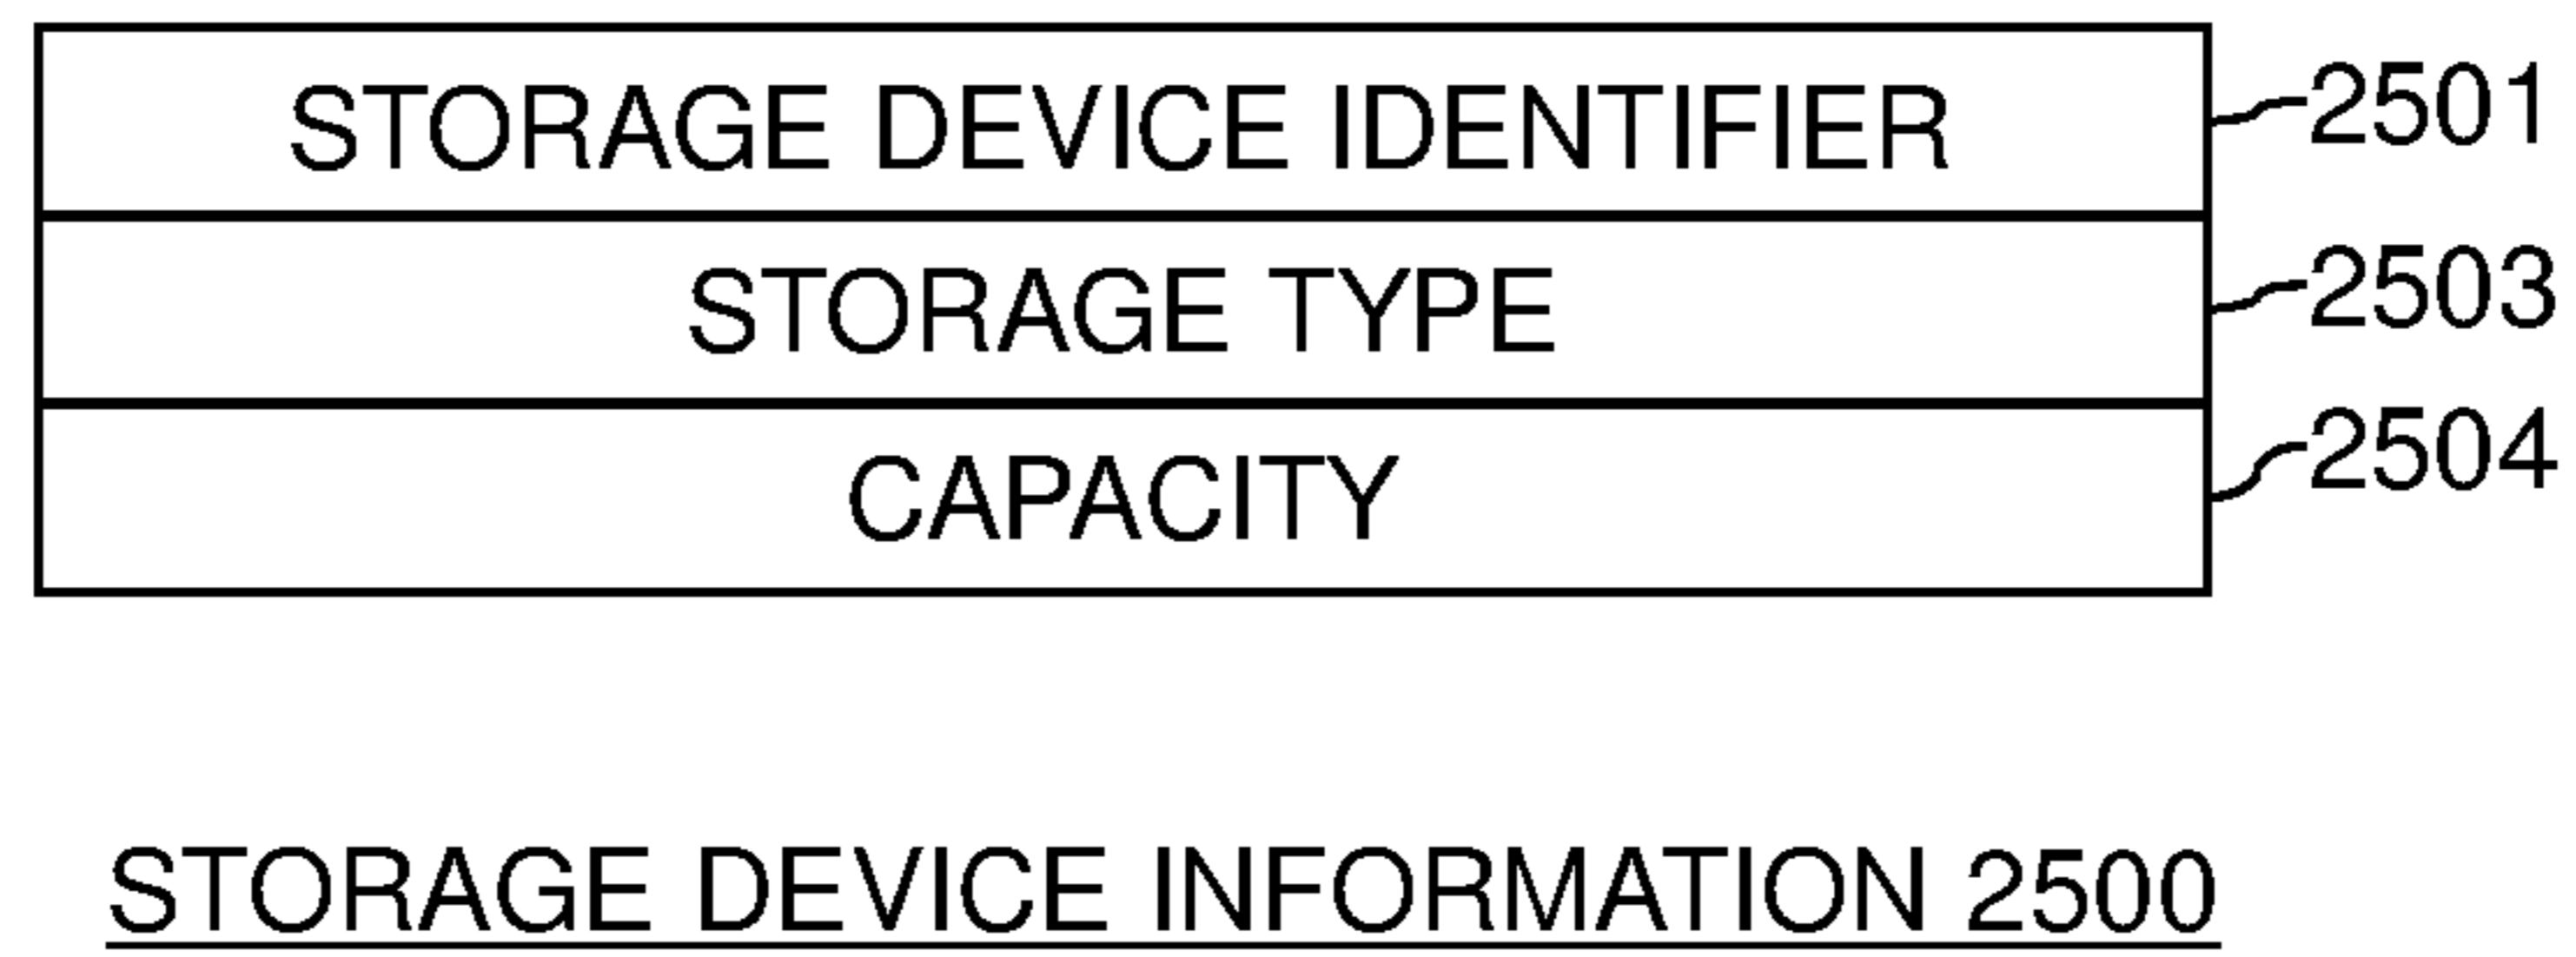 STORAGE DEVICE IDENTIFIER 2501
STORAGE TYPE 2503
CAPACITY 2504
STORAGE DEVICE INFORMATION 2500